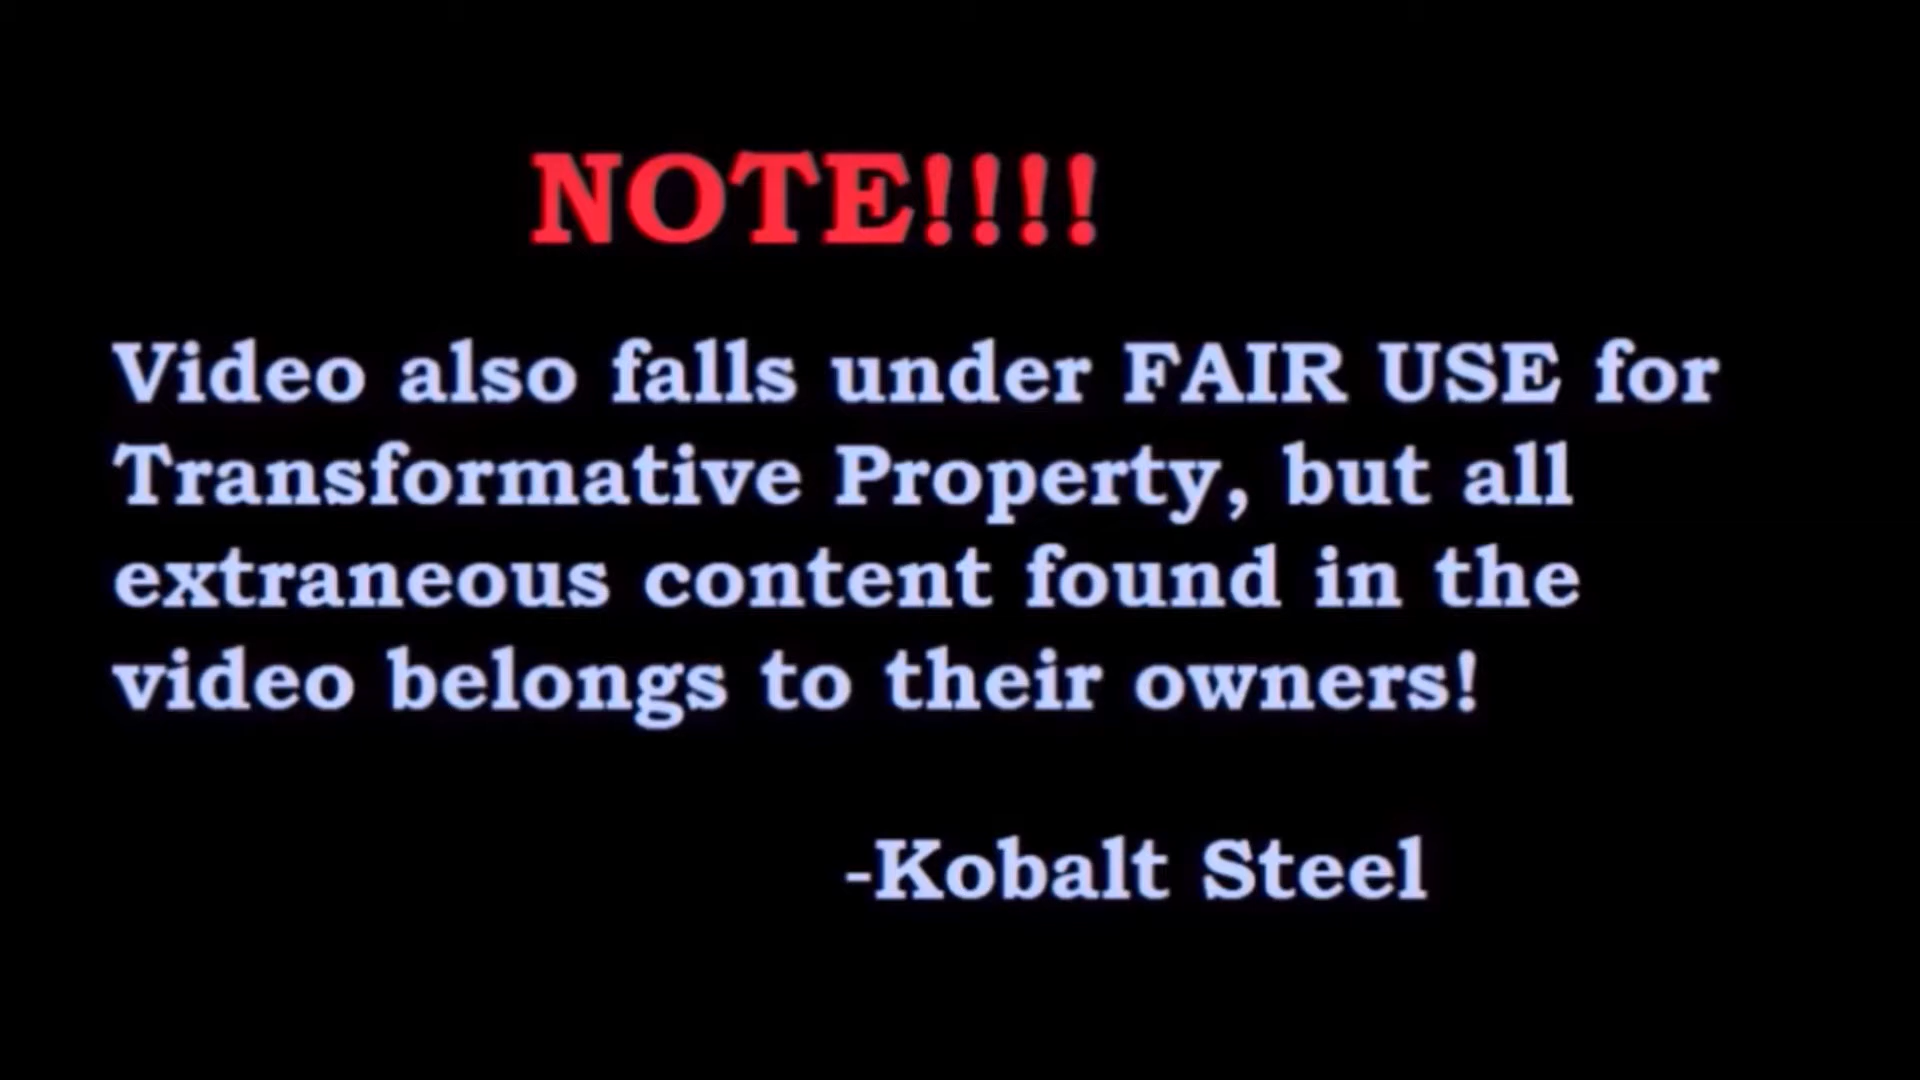 NOTE!!!!
Video also falls under FAIR USE for
Transformative Property, but all
extraneous content found in the
video belongs to their owners!
-Kobalt Steel